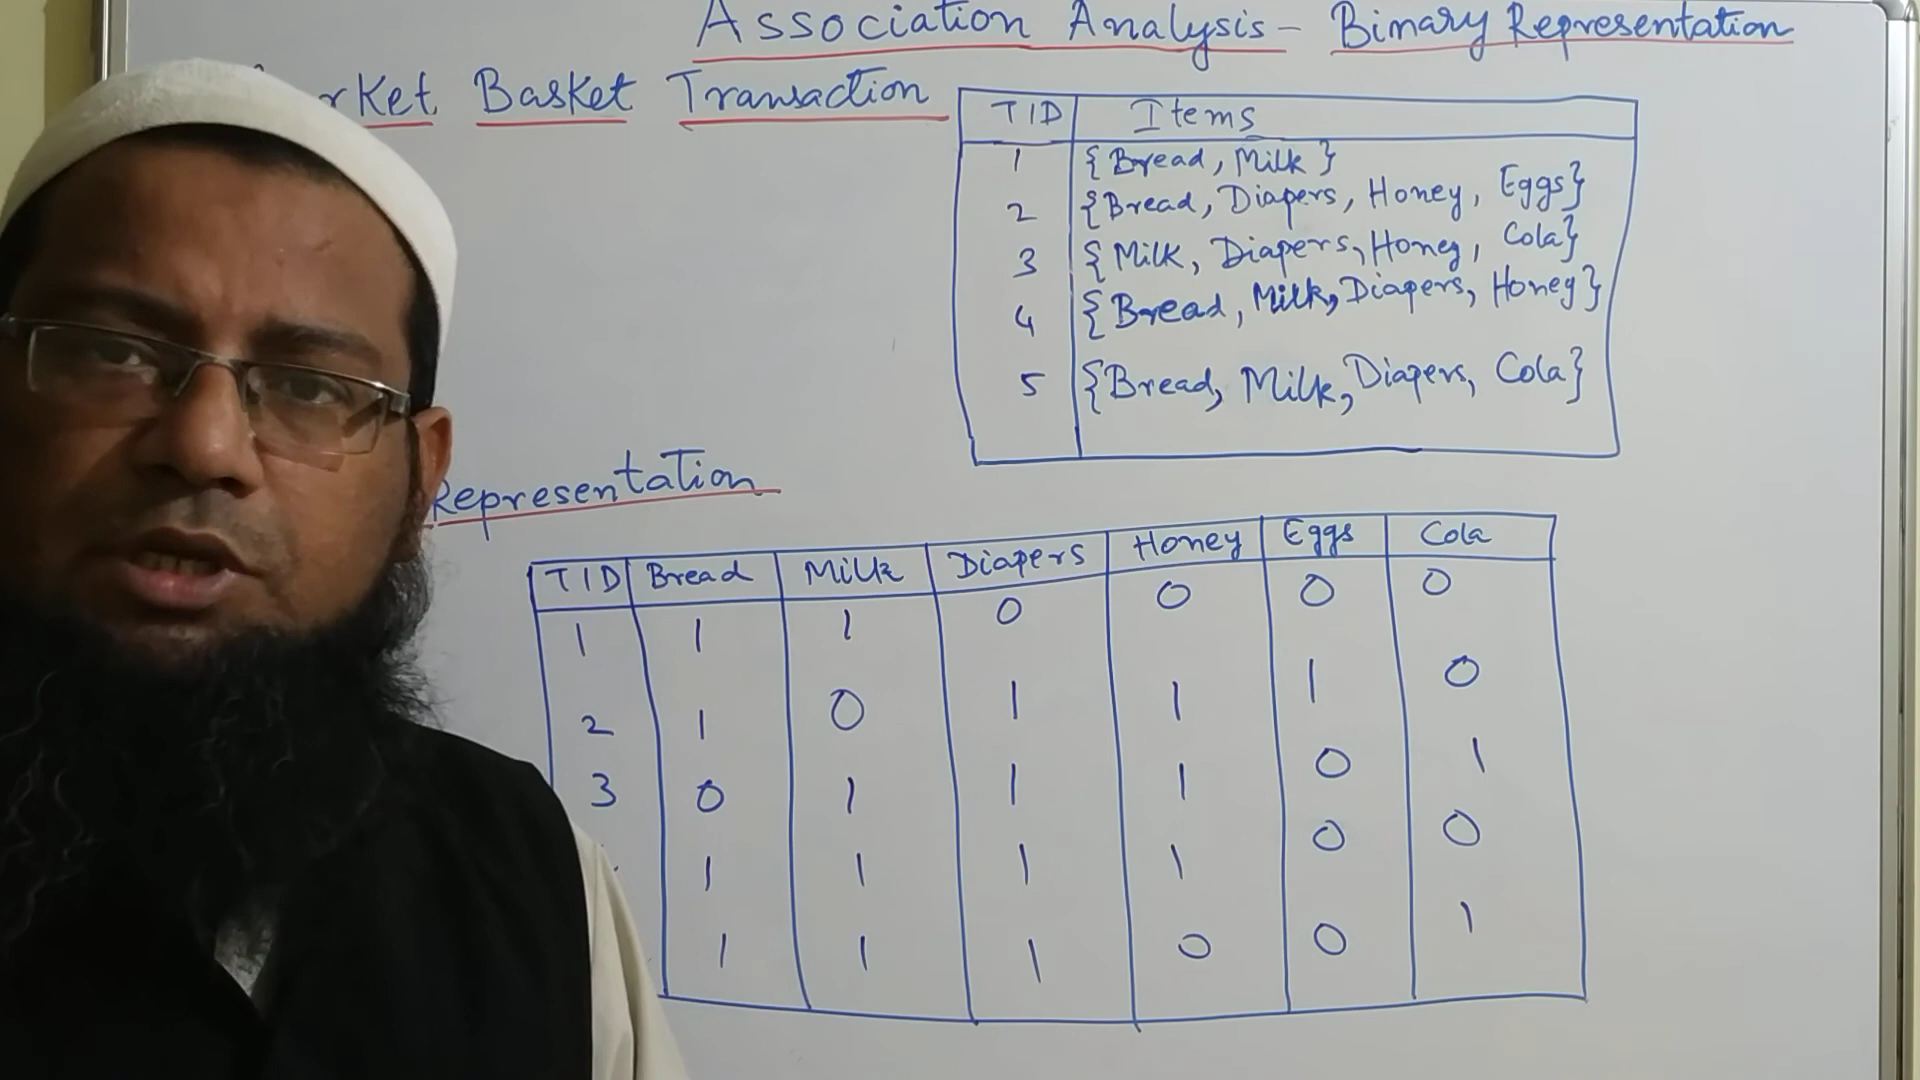 Association Analysis - Binary Representation
Basket Transaction
TID Items
1 {Bread, Milk}
2 {Bread, Diapers, Honey, Eggs}
3 {Milk, Diapers, Honey, Cola}
4 {Bread, Milk, Diapers, Honey}
5 {Bread, Milk, Diapers, Cola}
Representation
TID Bread Milk Diapers Honey Eggs Cola
1 1 1 0 0 0 0
2 1 0 1 1 1 0
3 0 1 1 1 0 1
1 1 1 1 0 0
1 1 1 0 0 1